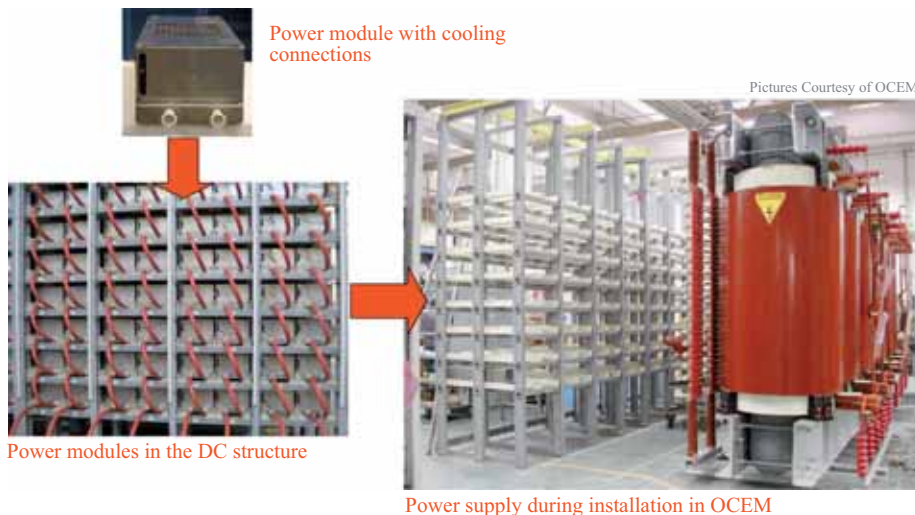 Power module with cooling
connections
Pictures Courtesy of OCEM
Power modules in the DC structure
Power supply during installation in OCEM